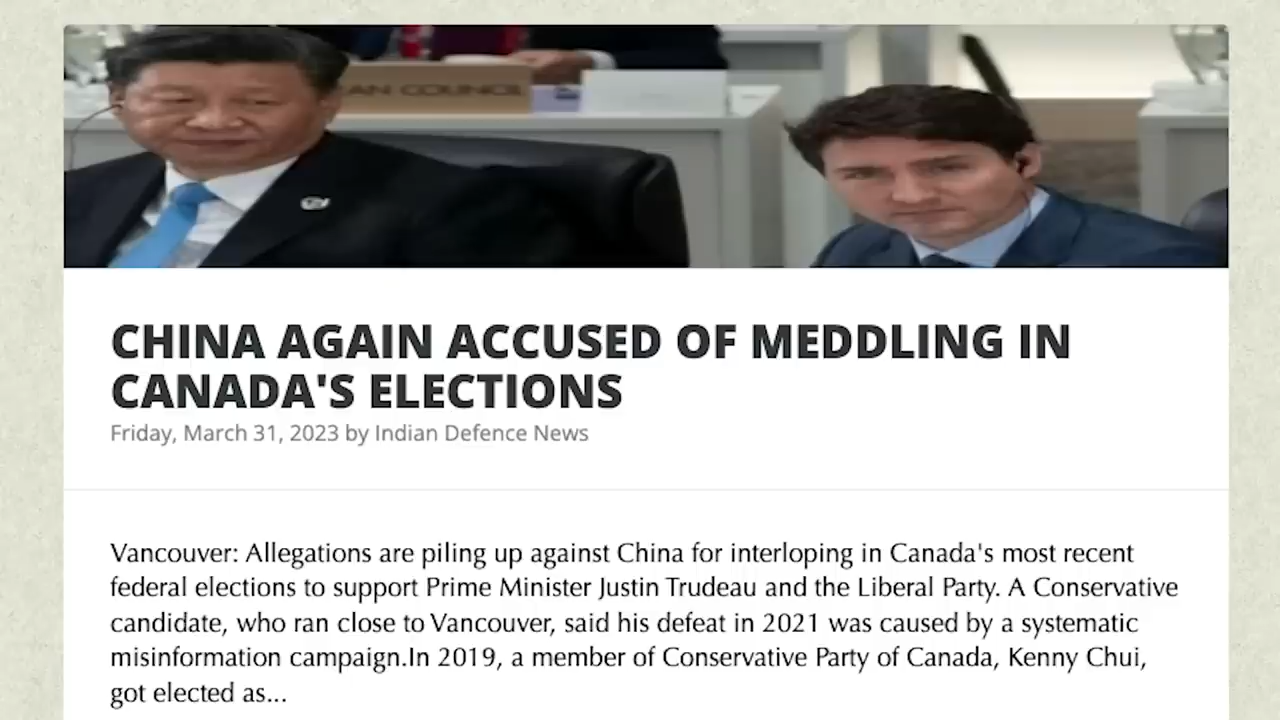 AN COUNCIL
CHINA AGAIN ACCUSED OF MEDDLING IN
CANADA'S ELECTIONS
Friday, March 31, 2023 by Indian Defence News
Vancouver: Allegations are piling up against China for interloping in Canada's most recent
federal elections to support Prime Minister Justin Trudeau and the Liberal Party. A Conservative
candidate, who ran close to Vancouver, said his defeat in 2021 was caused by a systematic
misinformation campaign.In 2019, a member of Conservative Party of Canada, Kenny Chui,
got elected as...